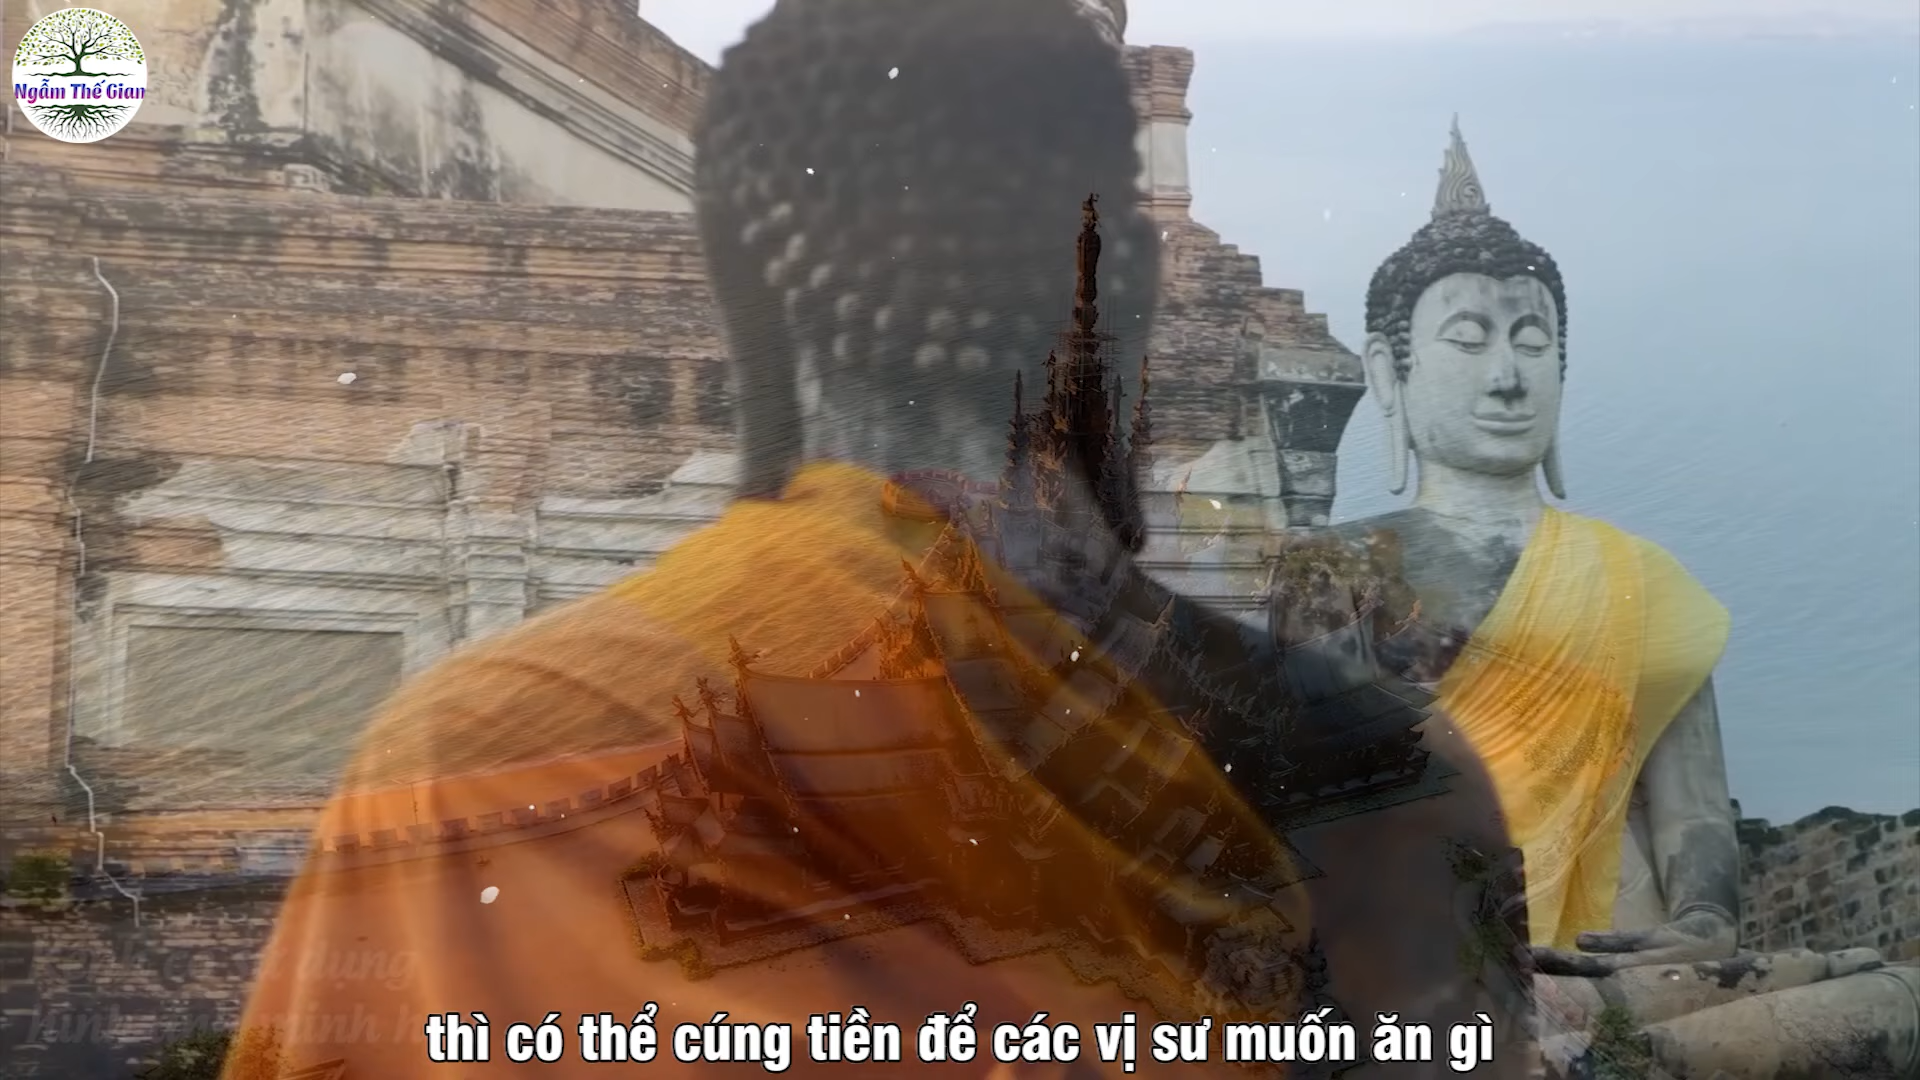 Ngẫm Thế Gian
thì có thể cúng tiền để các vị sư muốn ăn gì